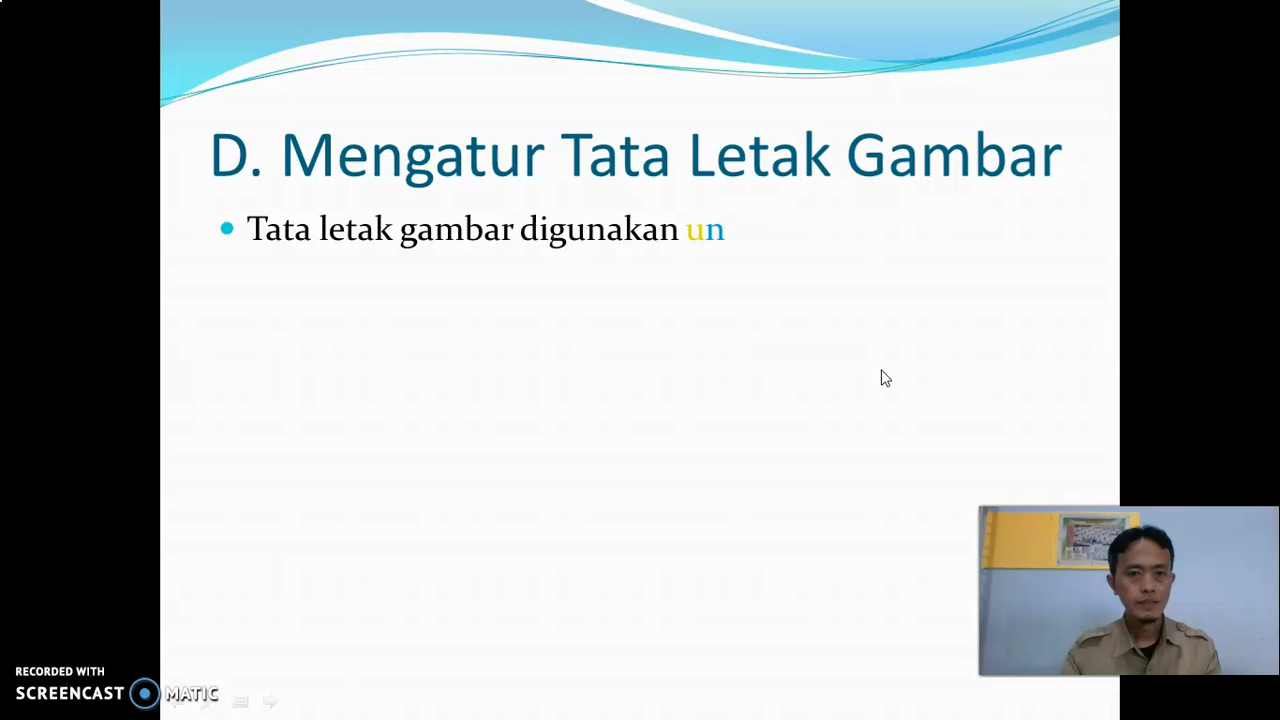 D. Mengatur Tata Letak Gambar
Tata letak gambar digunakan un
RECORDED WITH
SCREENCAST MATIC